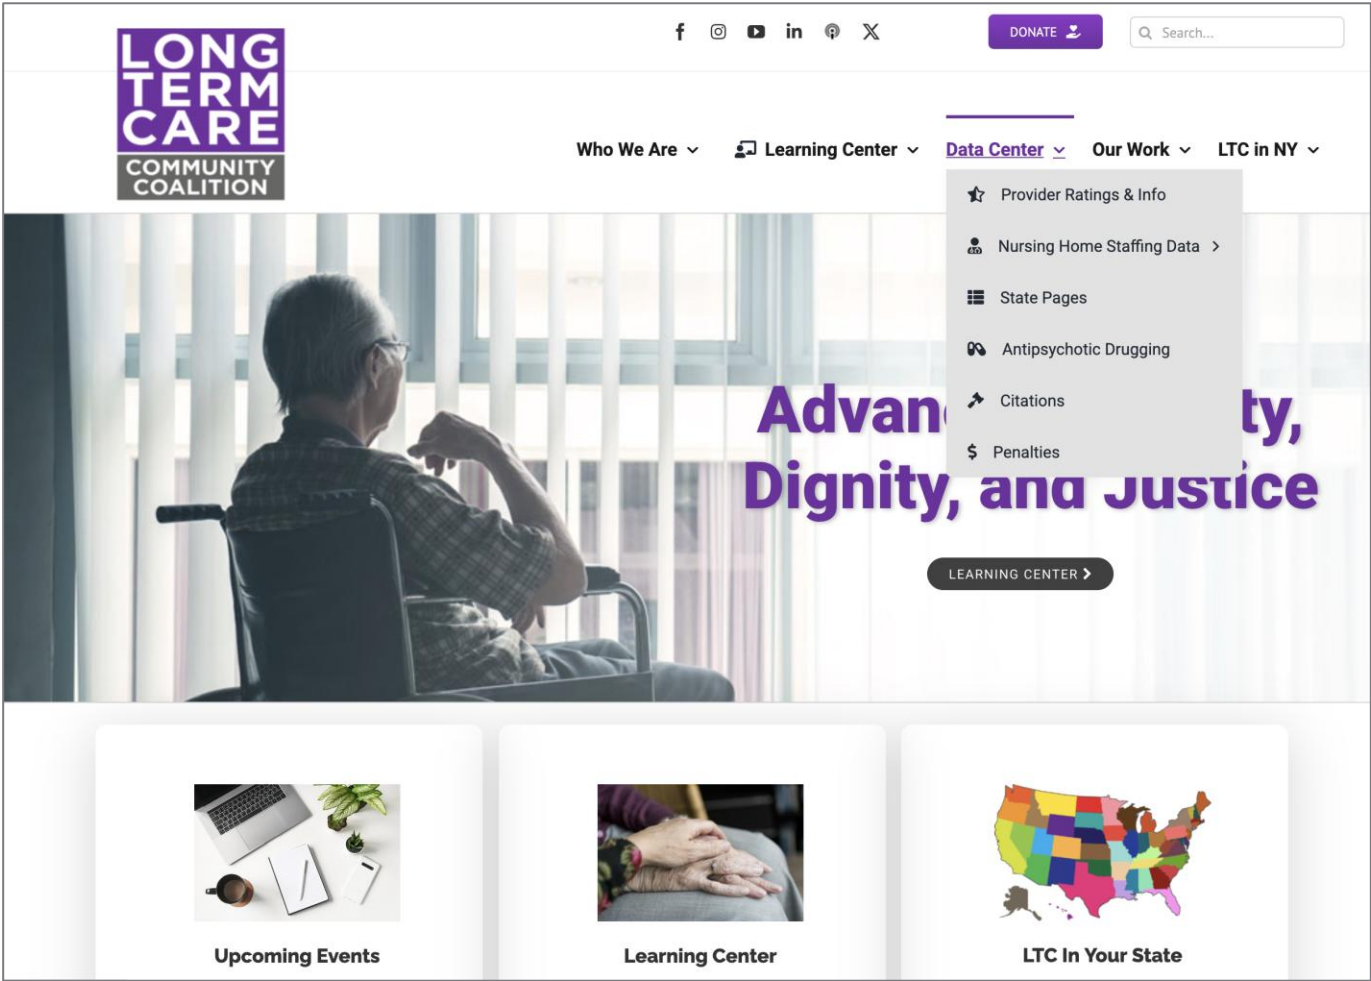 LONG
TERM
CARE
COMMUNITY
COALITION
DONATE
Search...
Who We Are
Learning Center
Data Center
Our Work
LTC in NY
Provider Ratings & Info
Nursing Home Staffing Data
State Pages
Antipsychotic Drugging
Citations
Penalties
Dignity, and Justice
LEARNING CENTER
Upcoming Events
Learning Center
LTC In Your State